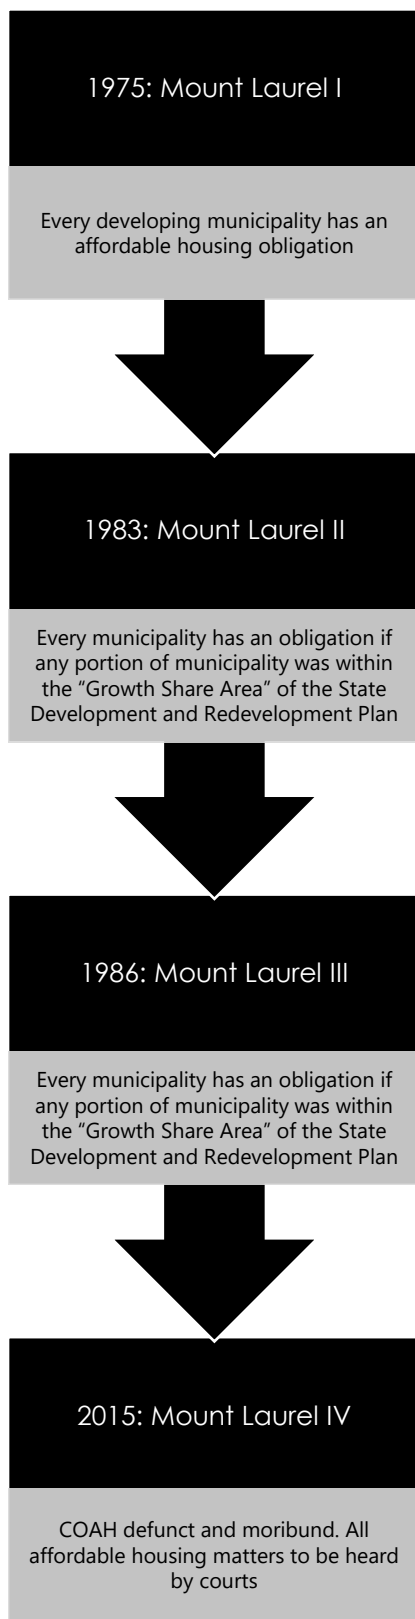 1975: Mount Laurel I
Every developing municipality has an
affordable housing obligation
1983: Mount Laurel II
Every municipality has an obligation if
any portion of municipality was within
the “Growth Share Area” of the State
Development and Redevelopment Plan
1986: Mount Laurel III
Every municipality has an obligation if
any portion of municipality was within
the “Growth Share Area” of the State
Development and Redevelopment Plan
2015: Mount Laurel IV
COAH defunct and moribund. All
affordable housing matters to be heard
by courts